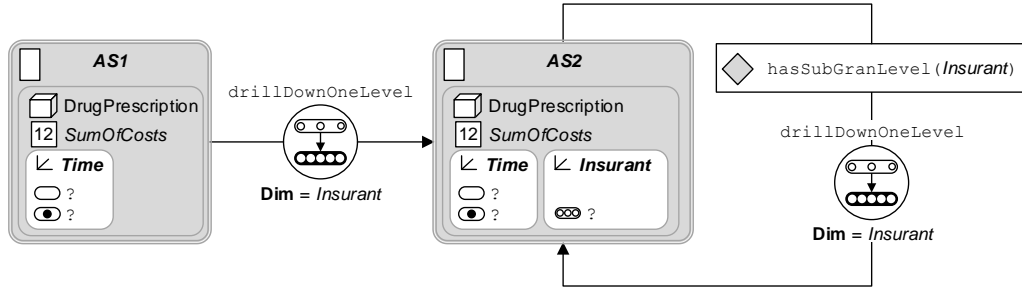 AS1
DrugPrescription
12 SumOfCosts
Time
?
?
drillDownOneLevel
Dim = Insurant
AS2
DrugPrescription
12 SumOfCosts
Time
?
?
Insurant
?
hasSubGranLevel(Insurant)
drillDownOneLevel
Dim = Insurant